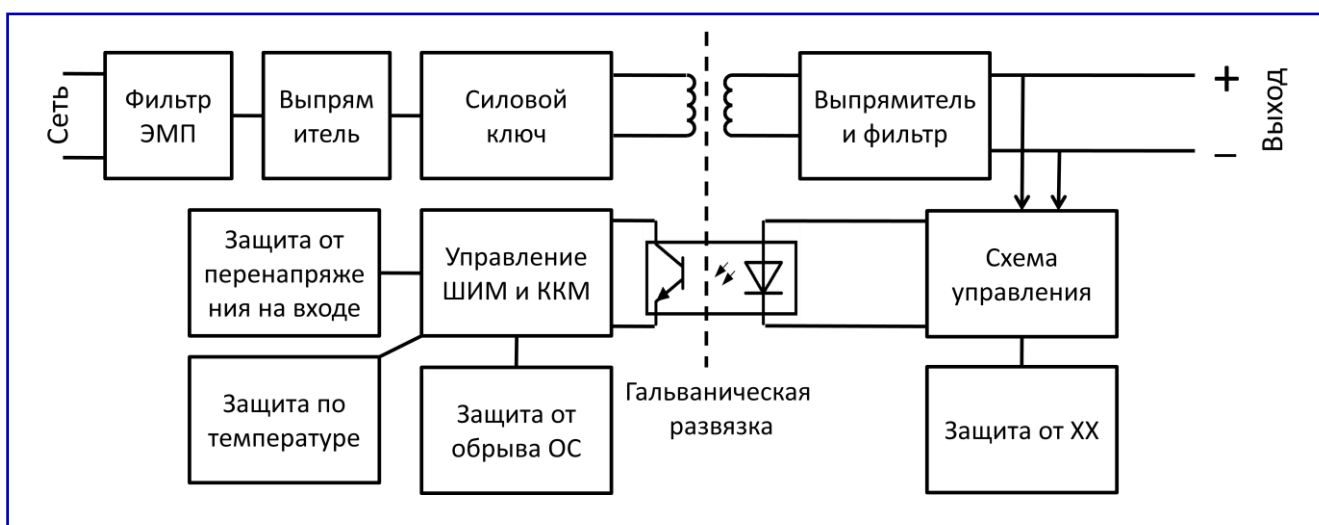 Сеть
Фильтр
ЭМП
Выпрям
итель
Силовой
ключ
Выпрямитель
и фильтр
+
–
Выход
Защита от
перенапряже
ния на входе
Управление
ШИМ и ККМ
Схема
управления
Защита по
температуре
Защита от
обрыва ОС
Гальваническая
развязка
Защита от ХХ